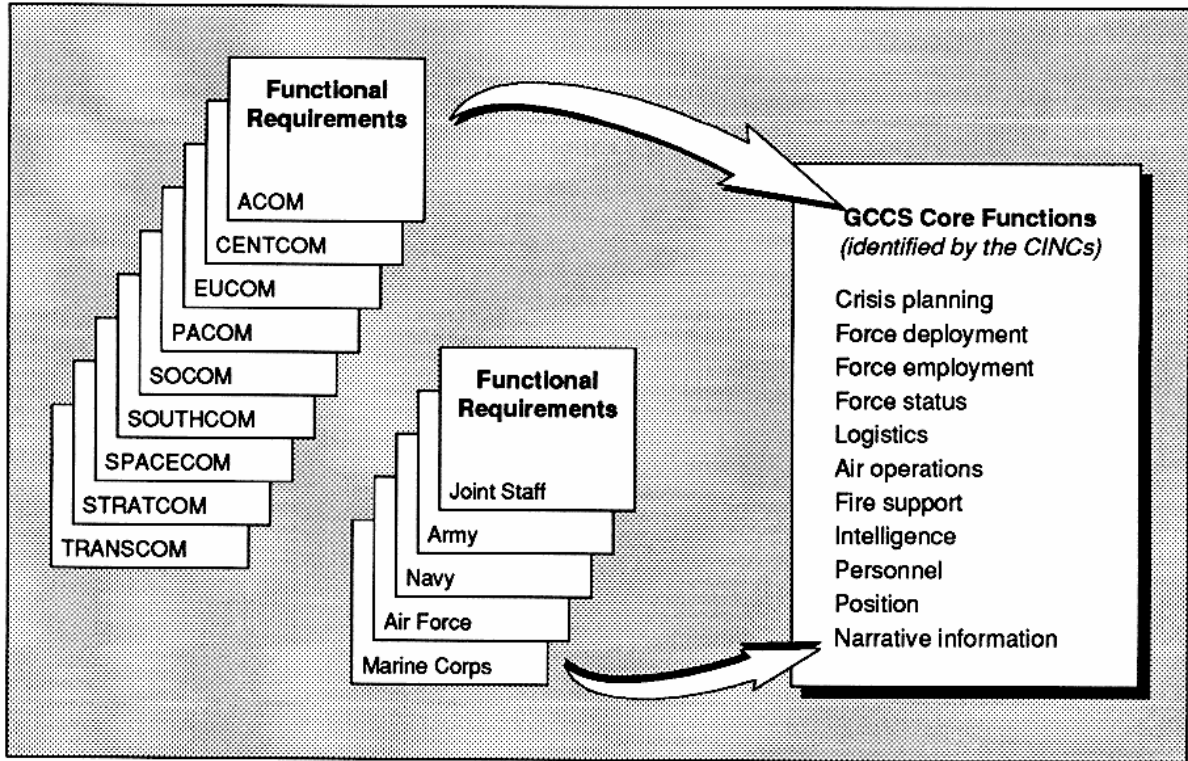 Functional
Requirements
ACOM
CENTCOM
EUCOM
PACOM
SOCOM
SOUTHCOM
SPACECOM
STRATCOM
TRANSCOM
Functional
Requirements
Joint Staff
Army
Navy
Air Force
Marine Corps
GCCS Core Functions
(identified by the CINCs)
Crisis planning
Force deployment
Force employment
Force status
Logistics
Air operations
Fire support
Intelligence
Personnel
Position
Narrative information